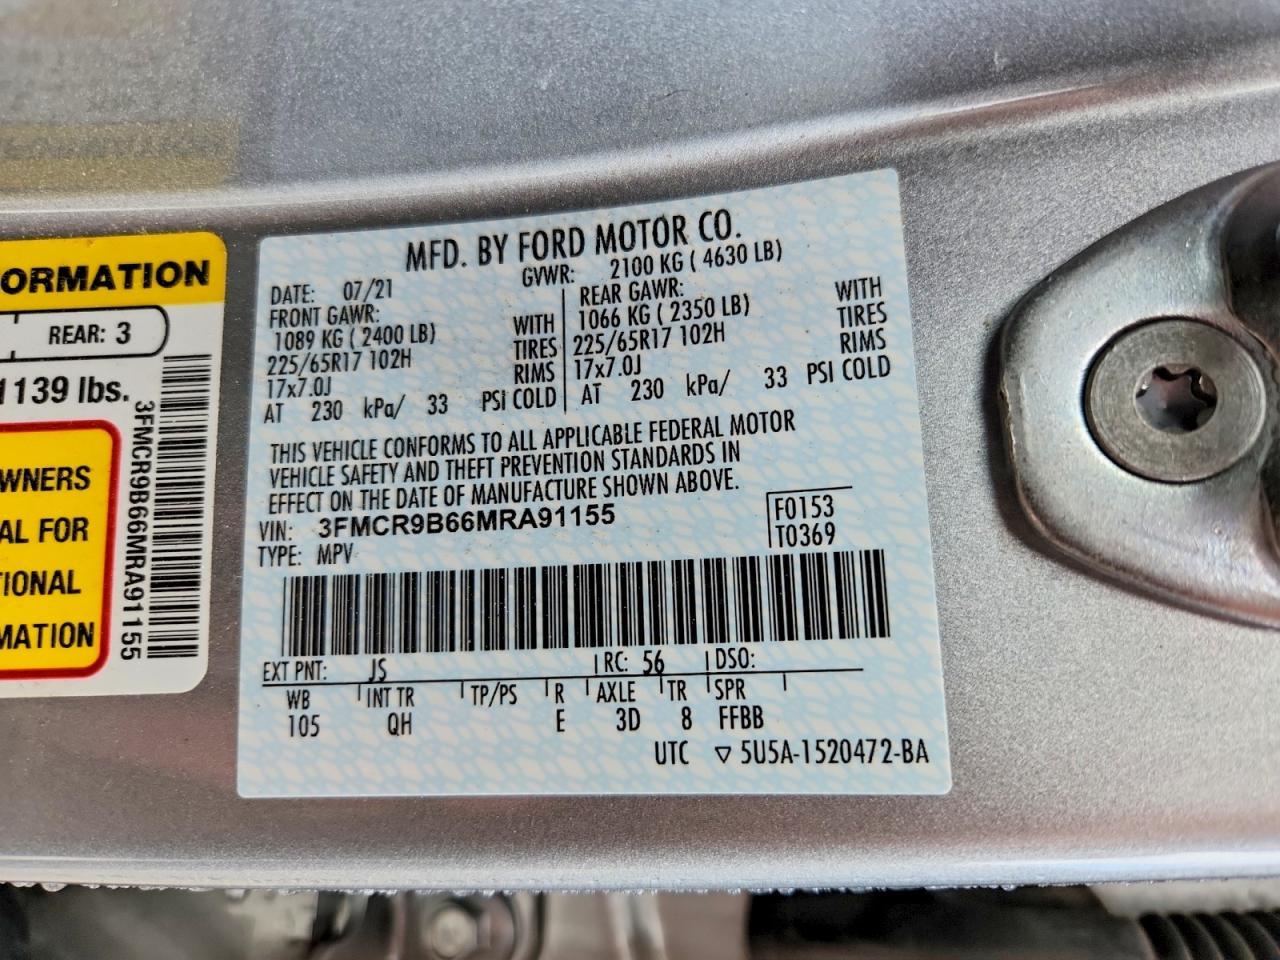 ORMATION
REAR: 3
1139 lbs.
3FMCR9B66MRA91155
WNERS
AL FOR
TIONAL
MATION
MFD. BY FORD MOTOR CO.
DATE: 07/21 GVWR: 2100 KG ( 4630 LB)
FRONT GAWR: REAR GAWR:
1089 KG ( 2400 LB) WITH 1066 KG ( 2350 LB) WITH
225/65R17 102H TIRES 225/65R17 102H TIRES
17x7.0J RIMS 17x7.0J RIMS
AT 230 kPa/ 33 PSI COLD AT 230 kPa/ 33 PSI COLD
THIS VEHICLE CONFORMS TO ALL APPLICABLE FEDERAL MOTOR
VEHICLE SAFETY AND THEFT PREVENTION STANDARDS IN
EFFECT ON THE DATE OF MANUFACTURE SHOWN ABOVE.
VIN: 3FMCR9B66MRA91155 F0153
TYPE: MPV T0369
EXT PNT: JS RC: 56 DSO:
WB INT TR TP/PS R AXLE TR SPR
105 QH E 3D 8 FFBB
UTC ▽ 5U5A-1520472-BA